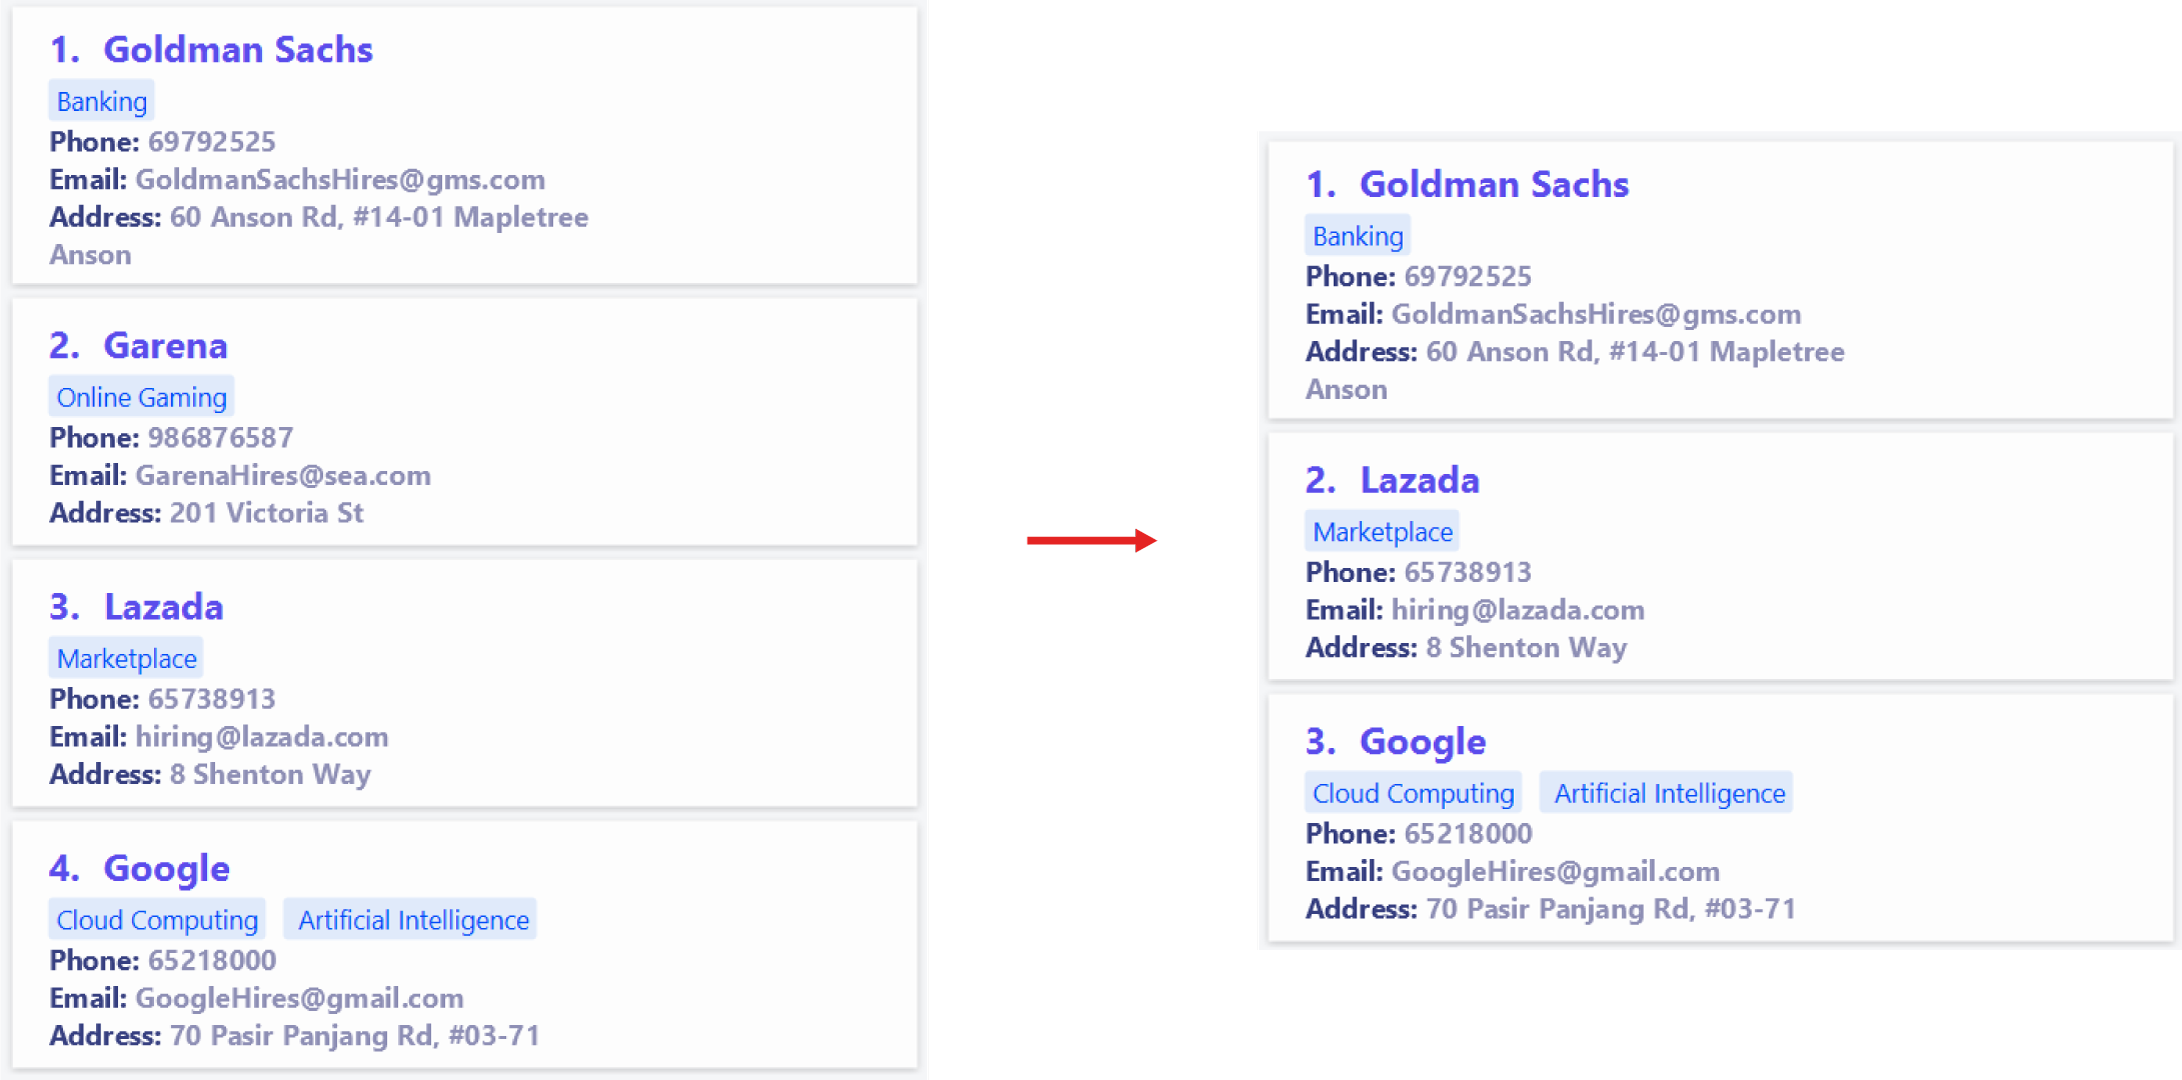 1. Goldman Sachs
Banking
Phone: 69792525
Email: GoldmanSachsHires@gms.com
Address: 60 Anson Rd, #14-01 Mapletree
Anson
2. Garena
Online Gaming
Phone: 986876587
Email: GarenaHires@sea.com
Address: 201 Victoria St
3. Lazada
Marketplace
Phone: 65738913
Email: hiring@lazada.com
Address: 8 Shenton Way
4. Google
Cloud Computing Artificial Intelligence
Phone: 65218000
Email: GoogleHires@gmail.com
Address: 70 Pasir Panjang Rd, #03-71
1. Goldman Sachs
Banking
Phone: 69792525
Email: GoldmanSachsHires@gms.com
Address: 60 Anson Rd, #14-01 Mapletree
Anson
2. Lazada
Marketplace
Phone: 65738913
Email: hiring@lazada.com
Address: 8 Shenton Way
3. Google
Cloud Computing Artificial Intelligence
Phone: 65218000
Email: GoogleHires@gmail.com
Address: 70 Pasir Panjang Rd, #03-71